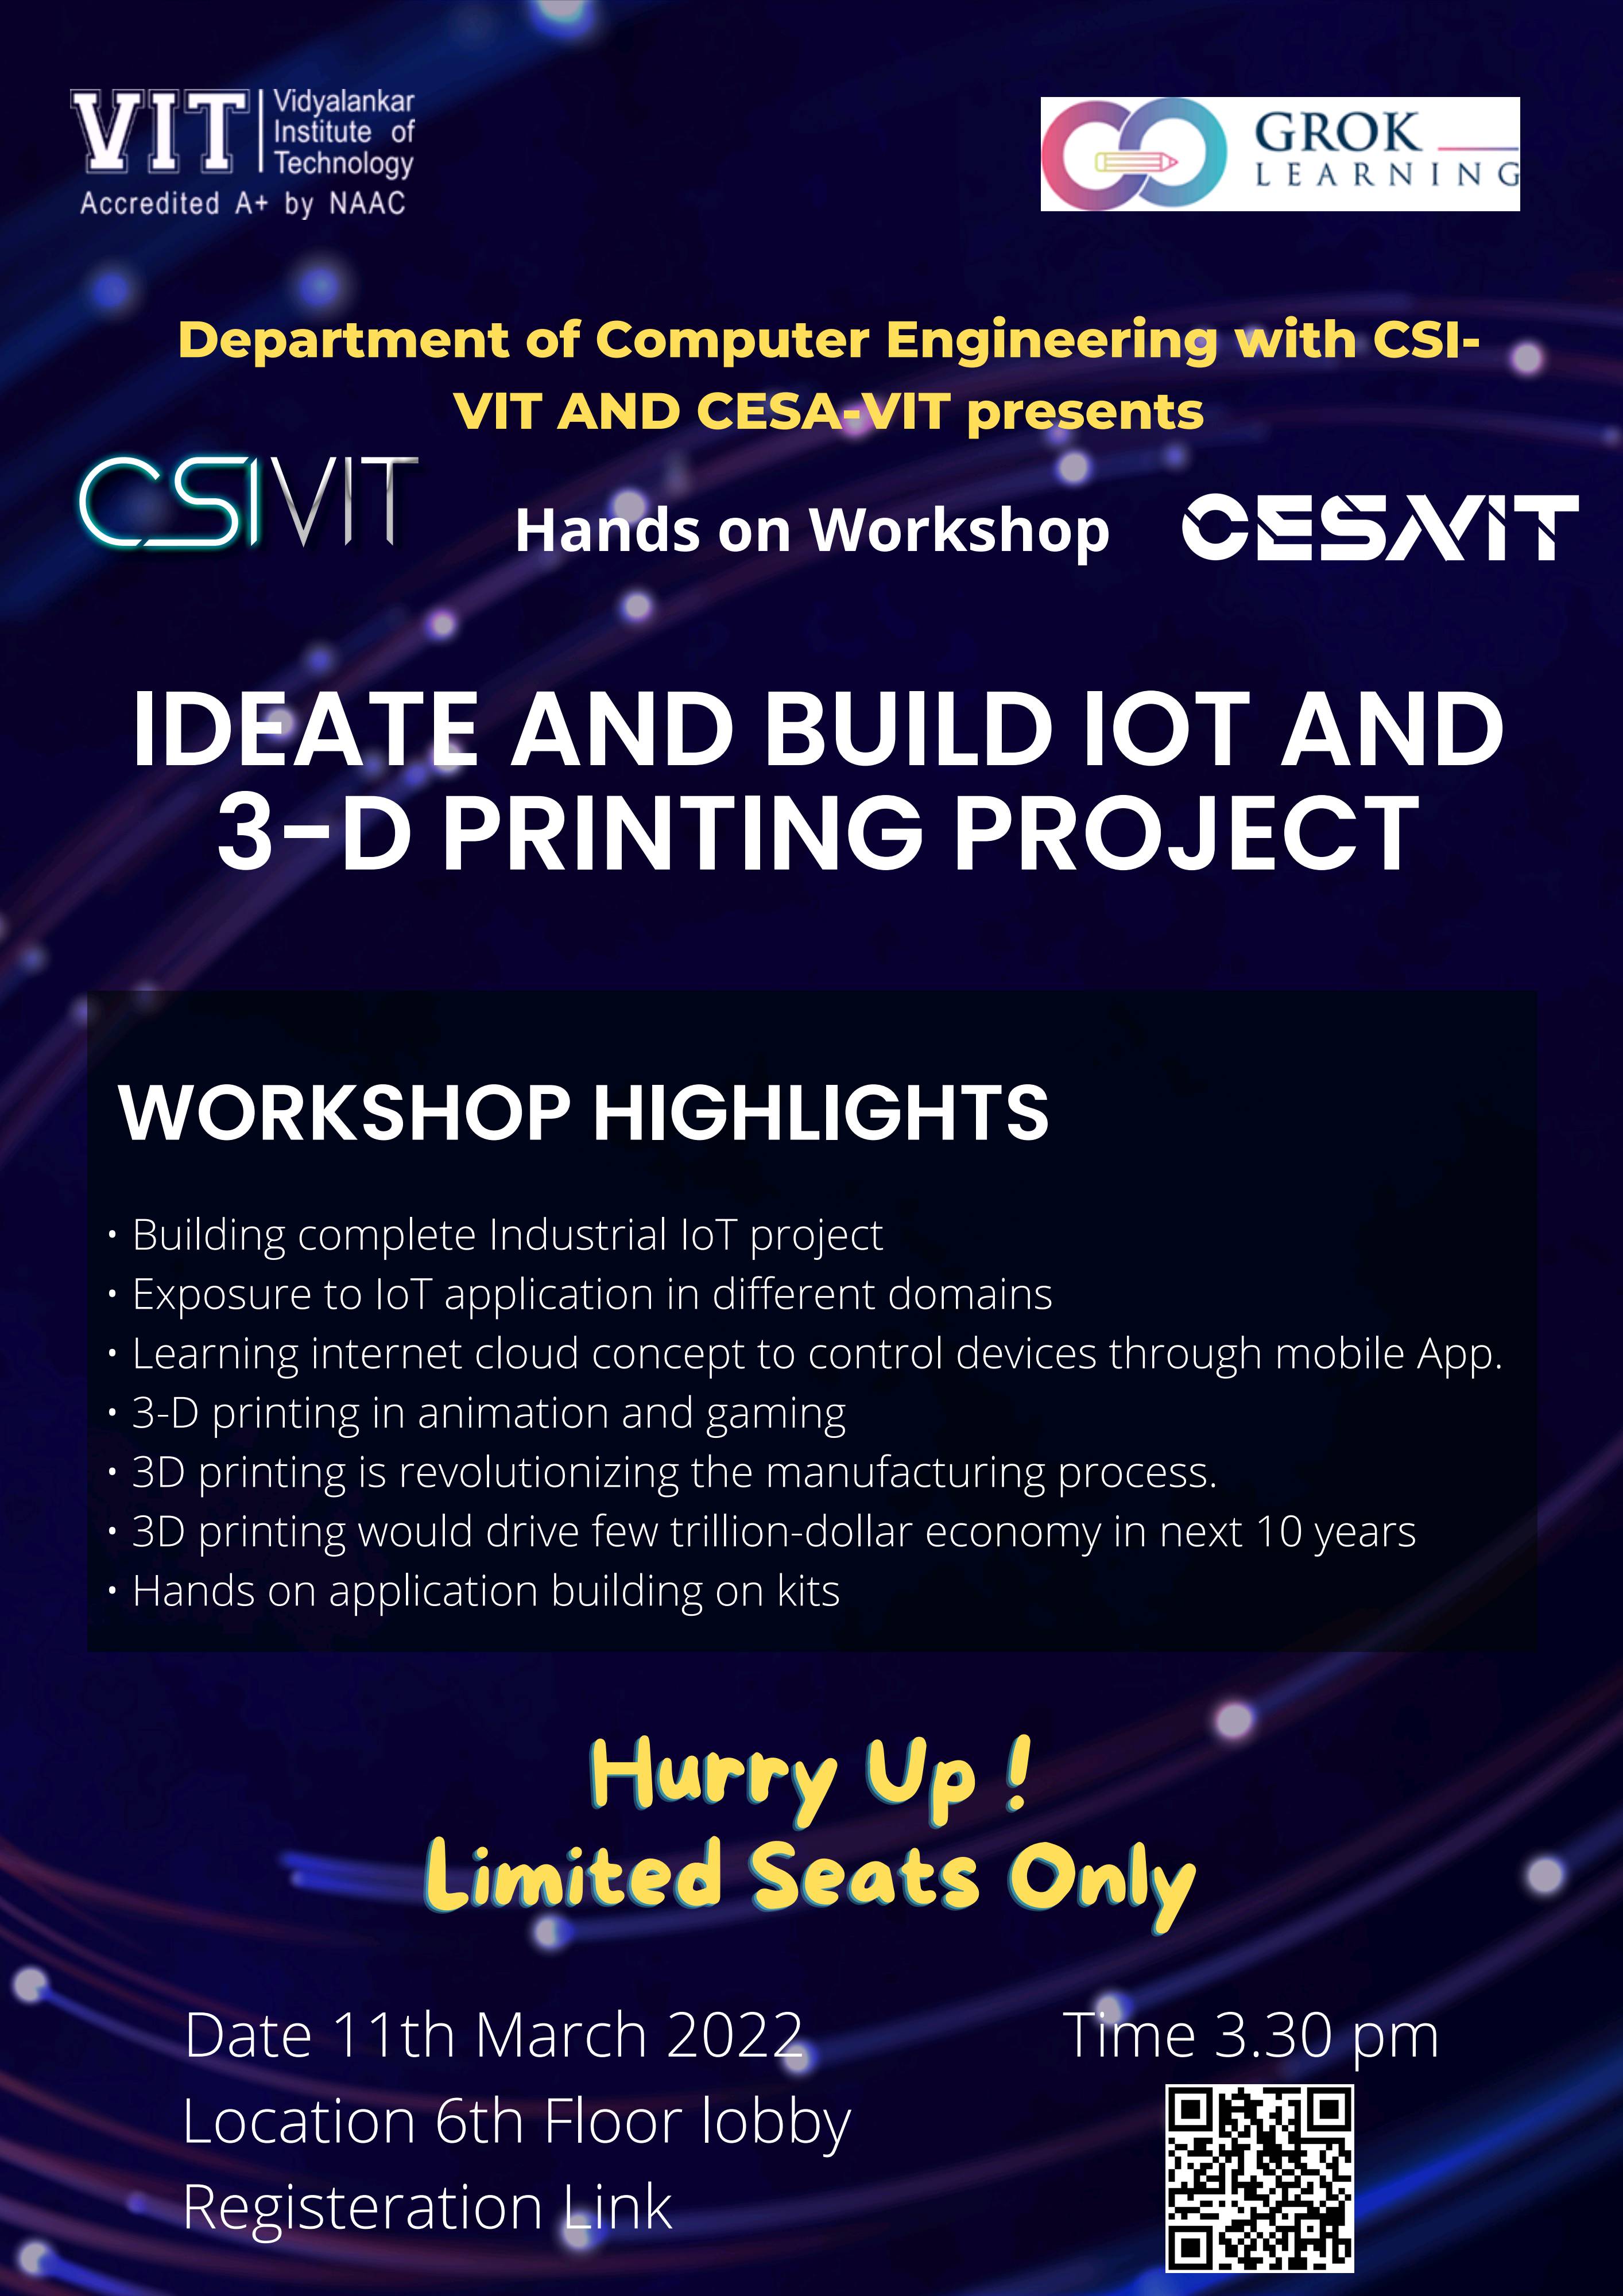 VIT
Vidyalankar
Institute of
Technology
Accredited A+ by NAAC
GROK
LEARNING
Department of Computer Engineering with CSI-
VIT AND CESA-VIT presents
CSIVIT
Hands on Workshop
CESAVIT
IDEATE AND BUILD IOT AND
3-D PRINTING PROJECT
WORKSHOP HIGHLIGHTS
• Building complete Industrial IoT project
• Exposure to IoT application in different domains
• Learning internet cloud concept to control devices through mobile App.
• 3-D printing in animation and gaming
• 3D printing is revolutionizing the manufacturing process.
• 3D printing would drive few trillion-dollar economy in next 10 years
• Hands on application building on kits
Hurry Up !
Limited Seats Only
Date 11th March 2022
Time 3.30 pm
Location 6th Floor lobby
Registeration Link